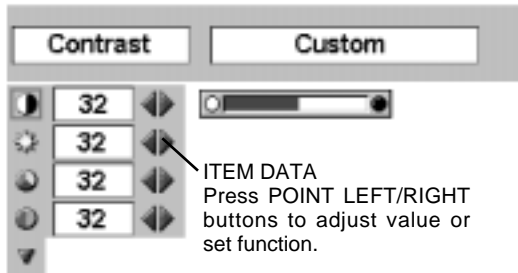 Contrast Custom
32
32
32
32
ITEM DATA
Press POINT LEFT/RIGHT
buttons to adjust value or
set function.